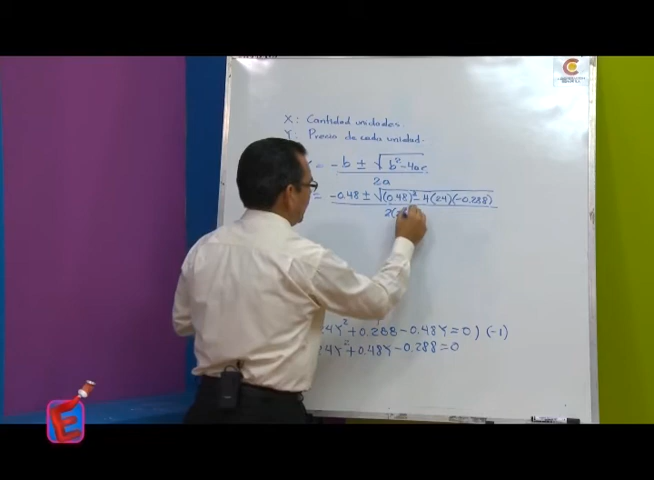 X: Cantidad unidades.
Y: Precio de cada unidad.
= -b ± √b²-4ac
2a
= -0.48 ± √(0.48)²-4(24)(-0.288)
2(2
4Y²+0.288-0.48Y=0) (-1)
.4Y²+0.48Y-0.288=0
E